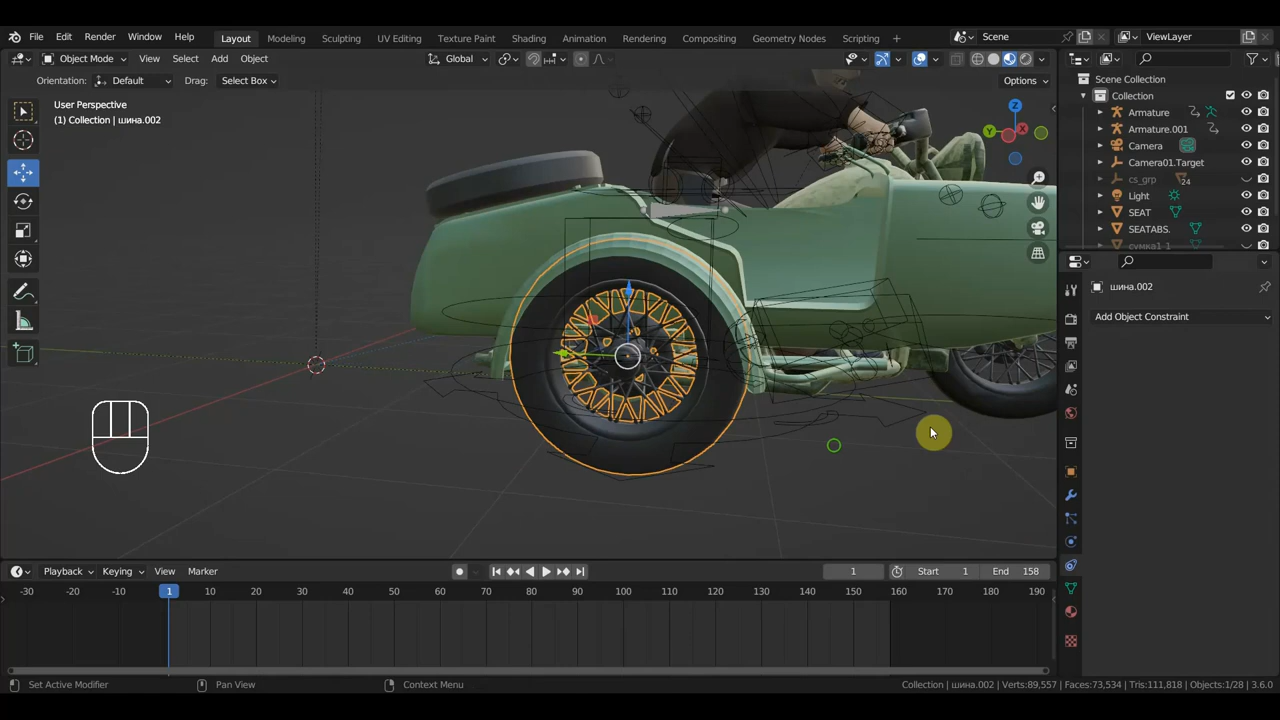 File Edit Render Window Help Layout Modeling Sculpting UV Editing Texture Paint Shading Animation Rendering Compositing Geometry Nodes Scripting + Scene ViewLayer
Object Mode View Select Add Object Global
Orientation: Default Drag: Select Box Options
User Perspective
(1) Collection | шина.002
Z
Y
X
Scene Collection
Collection
Armature
Armature.001
Camera
Camera01.Target
cs_grp 24
Light
SEAT
SEATABS.
сумка1 1
шина.002
Add Object Constraint
Playback Keying View Marker 1 Start 1 End 158
-30 -20 -10 1 10 20 30 40 50 60 70 80 90 100 110 120 130 140 150 160 170 180 190
Set Active Modifier Pan View Context Menu Collection | шина.002 | Verts:89,557 | Faces:73,534 | Tris:111,818 | Objects:1/28 | 3.6.0